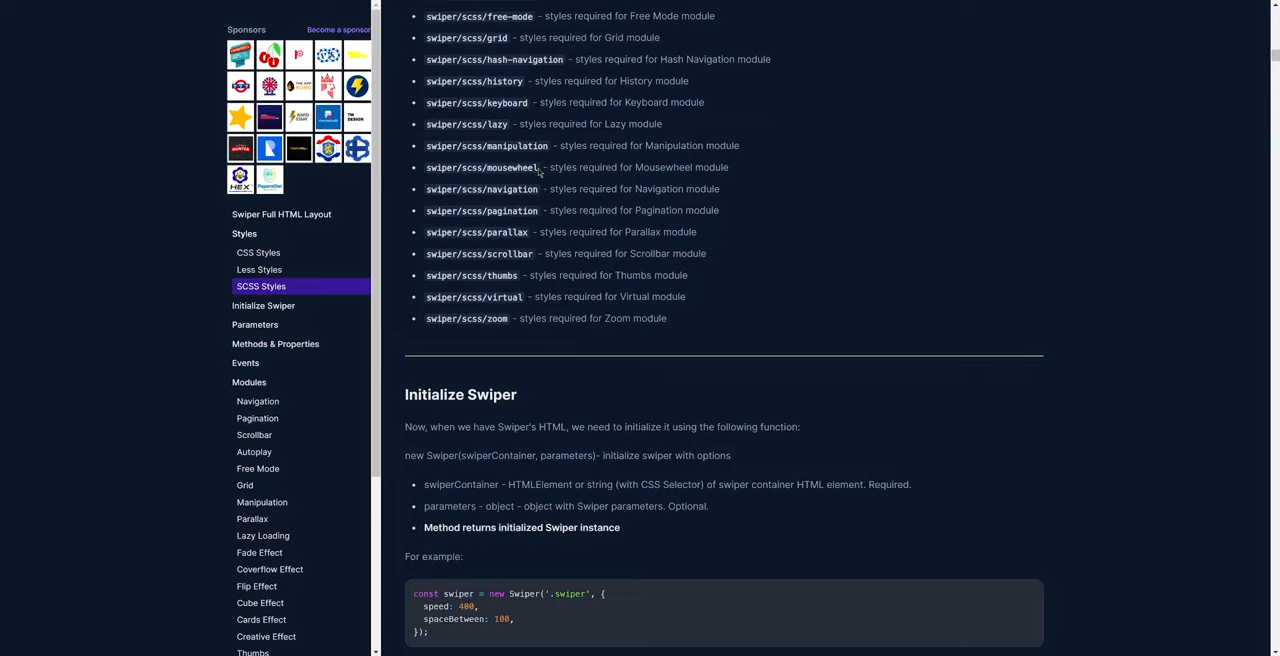 Sponsors
Become a sponsor
THE APP
KUNG
RAPID
ESSAY
TW
DESIGN
HUNTER
HEX
PapersOwl
Swiper Full HTML Layout
Styles
CSS Styles
Less Styles
SCSS Styles
Initialize Swiper
Parameters
Methods & Properties
Events
Modules
Navigation
Pagination
Scrollbar
Autoplay
Free Mode
Grid
Manipulation
Parallax
Lazy Loading
Fade Effect
Coverflow Effect
Flip Effect
Cube Effect
Cards Effect
Creative Effect
Thumbs
swiper/scss/free-mode - styles required for Free Mode module
swiper/scss/grid - styles required for Grid module
swiper/scss/hash-navigation - styles required for Hash Navigation module
swiper/scss/history - styles required for History module
swiper/scss/keyboard - styles required for Keyboard module
swiper/scss/lazy - styles required for Lazy module
swiper/scss/manipulation - styles required for Manipulation module
swiper/scss/mousewheel - styles required for Mousewheel module
swiper/scss/navigation - styles required for Navigation module
swiper/scss/pagination - styles required for Pagination module
swiper/scss/parallax - styles required for Parallax module
swiper/scss/scrollbar - styles required for Scrollbar module
swiper/scss/thumbs - styles required for Thumbs module
swiper/scss/virtual - styles required for Virtual module
swiper/scss/zoom - styles required for Zoom module
Initialize Swiper
Now, when we have Swiper's HTML, we need to initialize it using the following function:
new Swiper(swiperContainer, parameters)- initialize swiper with options
swiperContainer - HTMLElement or string (with CSS Selector) of swiper container HTML element. Required.
parameters - object - object with Swiper parameters. Optional.
Method returns initialized Swiper instance
For example:
const swiper = new Swiper('.swiper', {
speed: 400,
spaceBetween: 100,
});